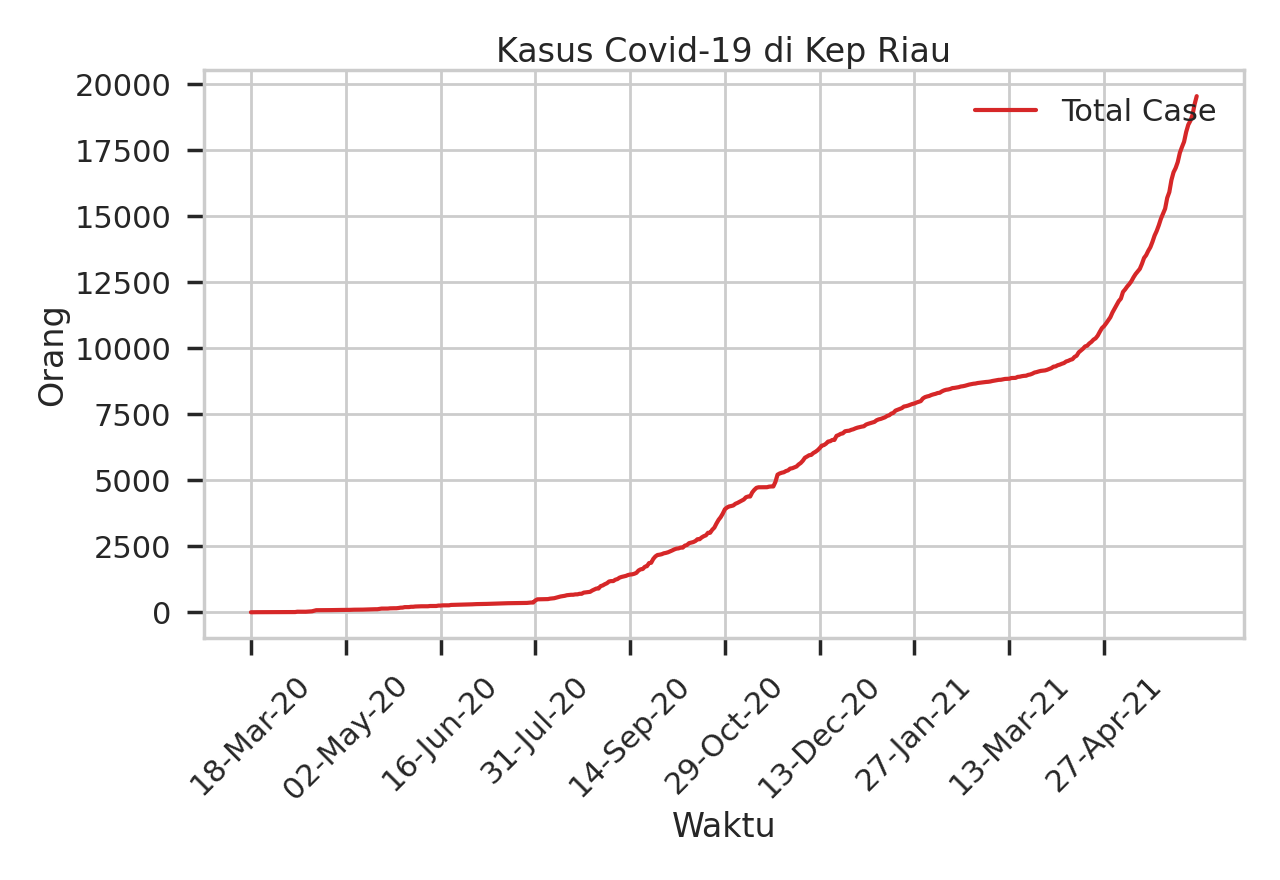 Kasus Covid-19 di Kep Riau
Total Case
20000
17500
15000
12500
10000
7500
5000
2500
0
Orang
18-Mar-20
02-May-20
16-Jun-20
31-Jul-20
14-Sep-20
29-Oct-20
13-Dec-20
27-Jan-21
13-Mar-21
27-Apr-21
Waktu